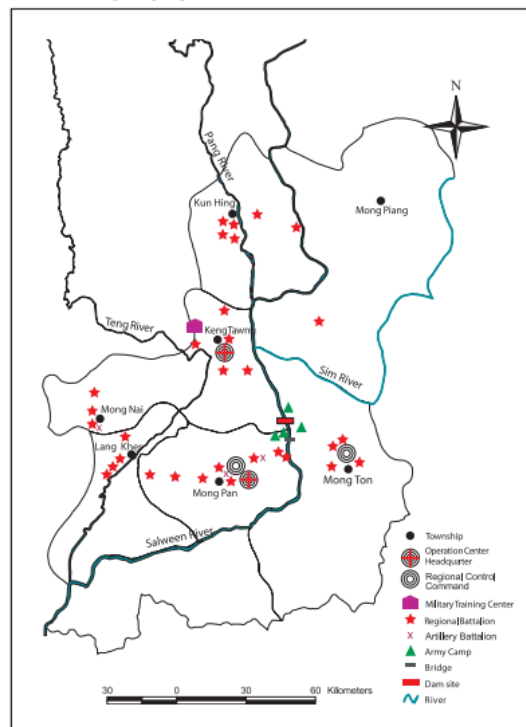 N
Pang River
Kun Hing
Mong Piang
Teng River
Keng Tawng
Sim River
Mong Nai
Lang Kher
Mong Pan
Mong Ton
Salween River
Township
Operation Center
Headquarter
Regional Control
Command
Military Training Center
Regional Battalion
x Artillery Battalion
Army Camp
Bridge
Dam site
River
30 0 30 60 Kilometers